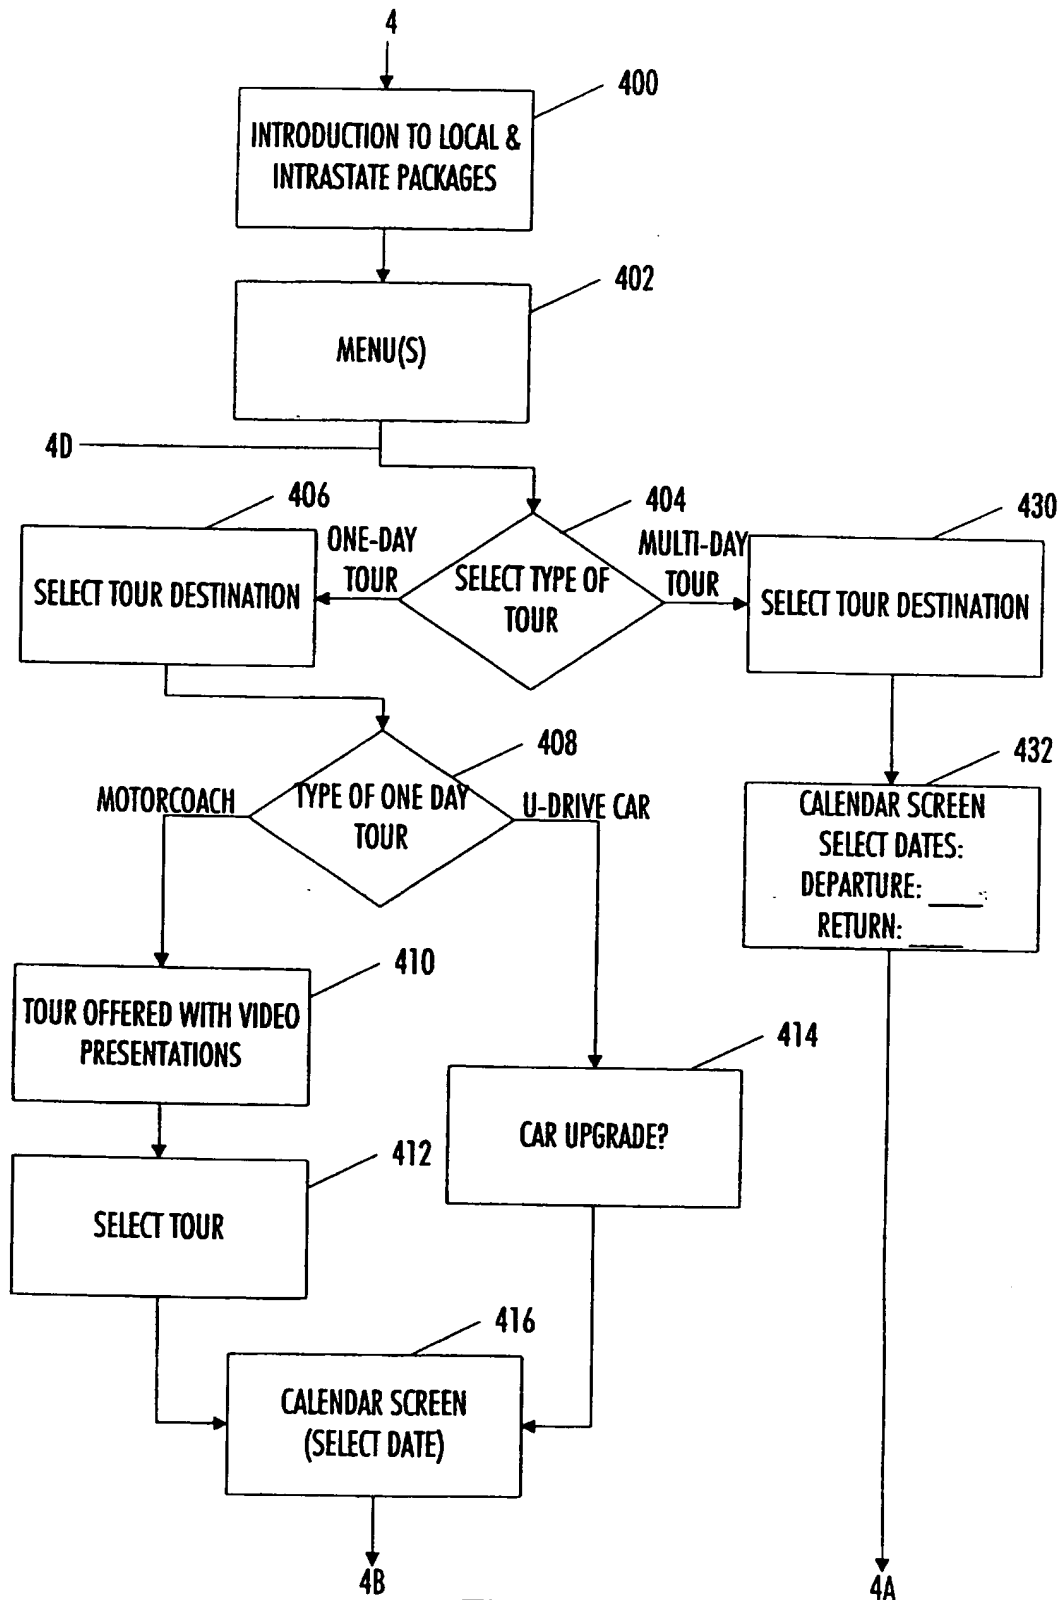 4
400
INTRODUCTION TO LOCAL &
INTRASTATE PACKAGES
402
MENU(S)
4D
406
404
430
ONE-DAY
TOUR
MULTI-DAY
TOUR
SELECT TOUR DESTINATION
SELECT TYPE OF
TOUR
SELECT TOUR DESTINATION
408
432
MOTORCOACH
TYPE OF ONE DAY
TOUR
U-DRIVE CAR
CALENDAR SCREEN
SELECT DATES:
DEPARTURE: ____
RETURN: ____
410
TOUR OFFERED WITH VIDEO
PRESENTATIONS
414
CAR UPGRADE?
412
SELECT TOUR
416
CALENDAR SCREEN
(SELECT DATE)
4B
4A